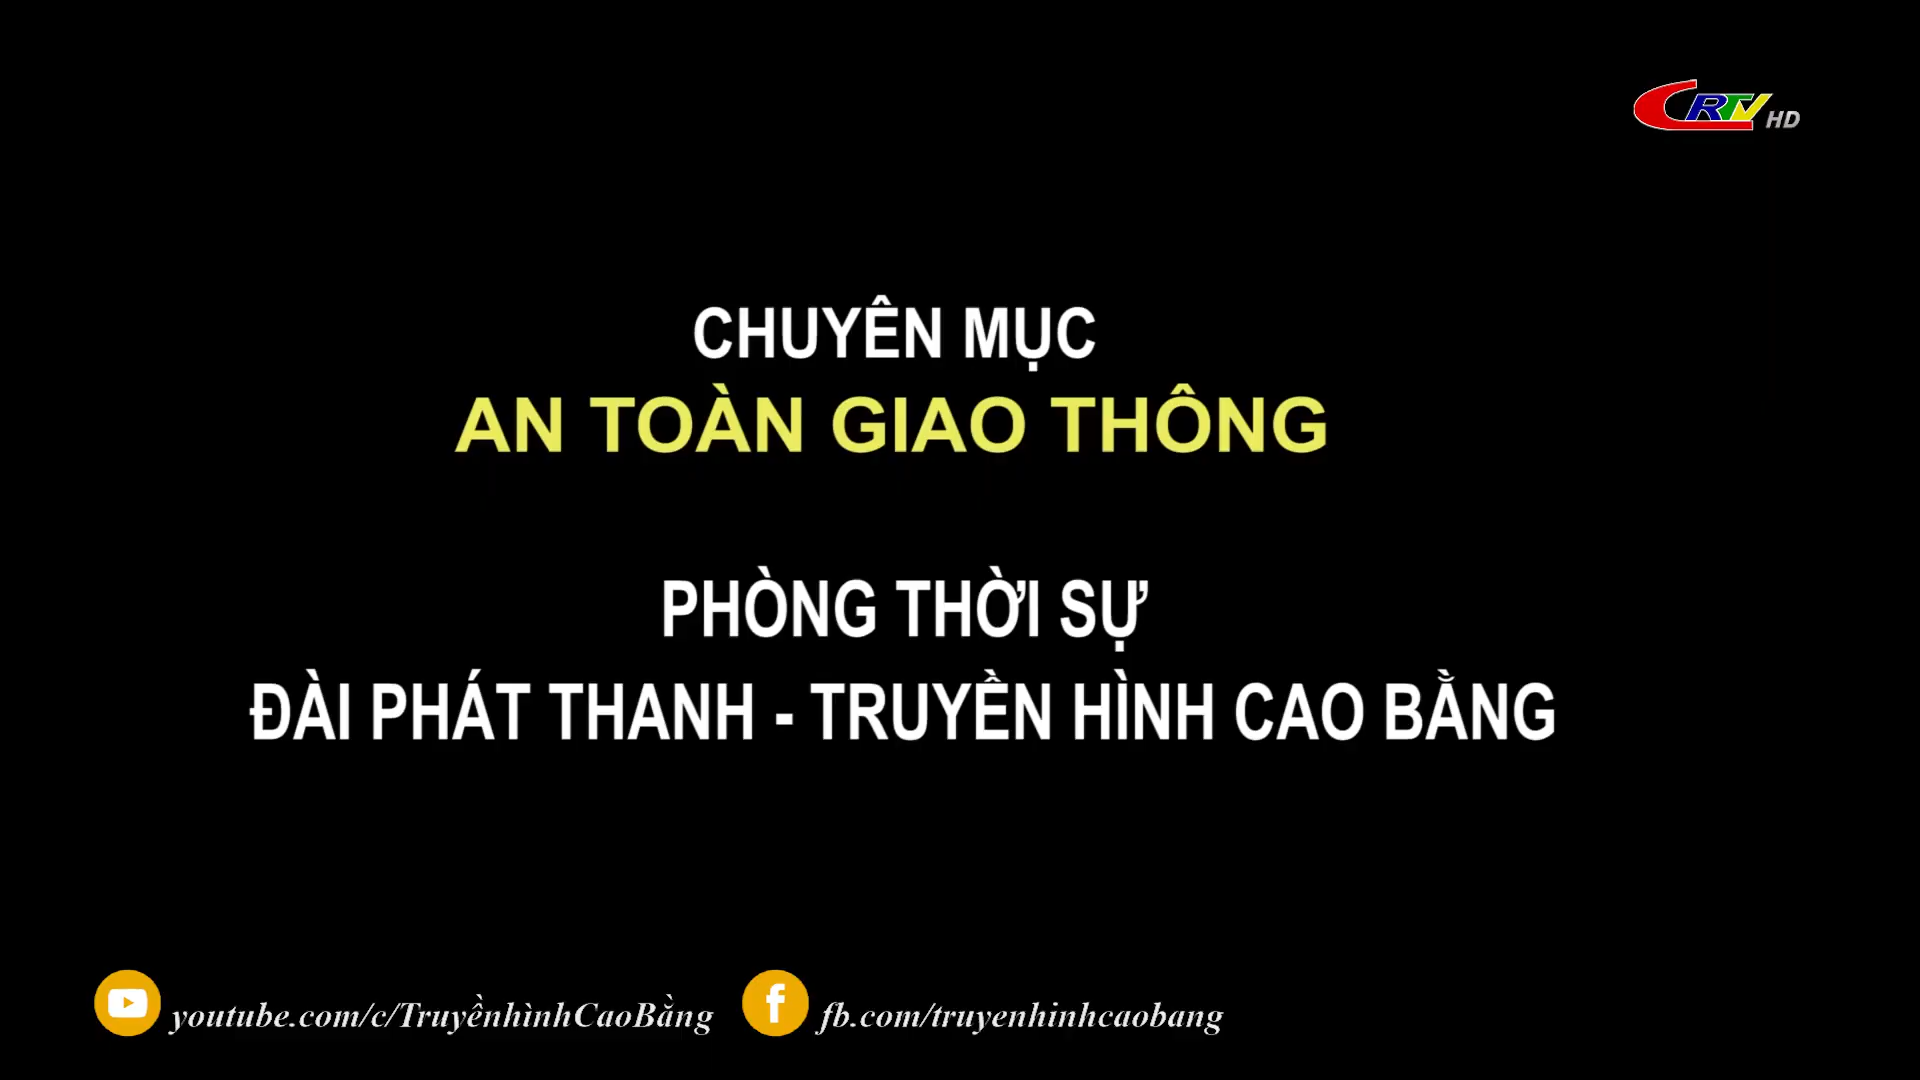 CRTV HD
CHUYÊN MỤC
AN TOÀN GIAO THÔNG
PHÒNG THỜI SỰ
ĐÀI PHÁT THANH - TRUYỀN HÌNH CAO BẰNG
youtube.com/c/TruyềnhìnhCaoBằng fb.com/truyenhinhcaobang